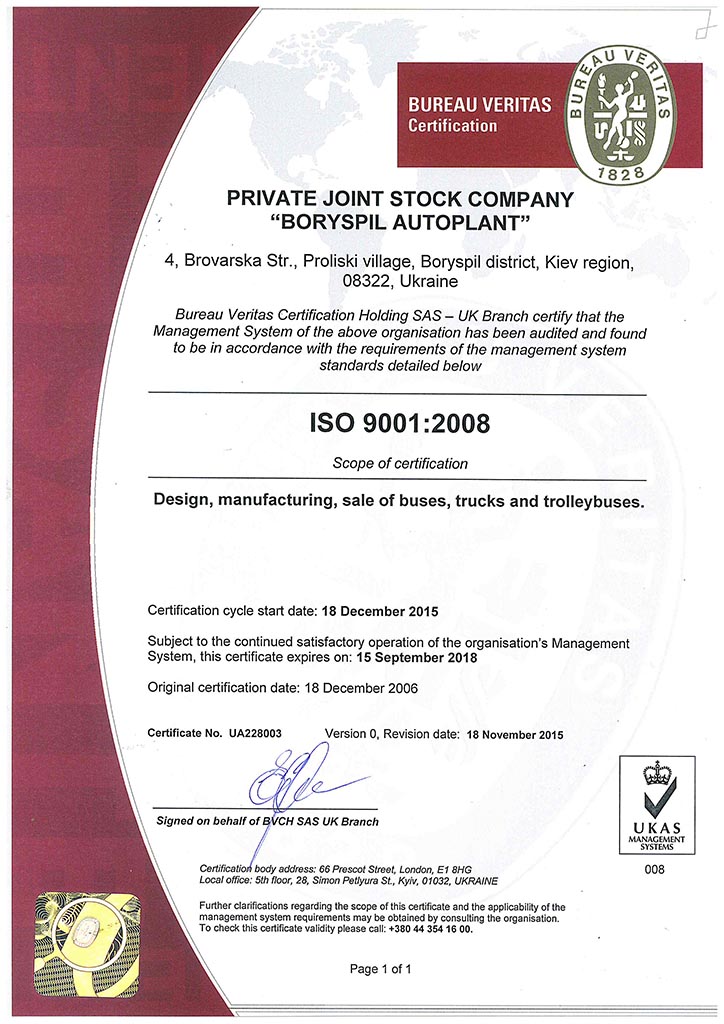 BUREAU VERITAS
Certification
BUREAU VERITAS
1828
PRIVATE JOINT STOCK COMPANY
“BORYSPIL AUTOPLANT”
4, Brovarska Str., Proliski village, Boryspil district, Kiev region,
08322, Ukraine
Bureau Veritas Certification Holding SAS – UK Branch certify that the
Management System of the above organisation has been audited and found
to be in accordance with the requirements of the management system
standards detailed below
ISO 9001:2008
Scope of certification
Design, manufacturing, sale of buses, trucks and trolleybuses.
Certification cycle start date: 18 December 2015
Subject to the continued satisfactory operation of the organisation's Management
System, this certificate expires on: 15 September 2018
Original certification date: 18 December 2006
Certificate No. UA228003 Version 0, Revision date: 18 November 2015
Signed on behalf of BVCH SAS UK Branch
UKAS
MANAGEMENT
SYSTEMS
008
Certification body address: 66 Prescot Street, London, E1 8HG
Local office: 5th floor, 28, Simon Petlyura St., Kyiv, 01032, UKRAINE
Further clarifications regarding the scope of this certificate and the applicability of the
management system requirements may be obtained by consulting the organisation.
To check this certificate validity please call: +380 44 354 16 00.
Page 1 of 1